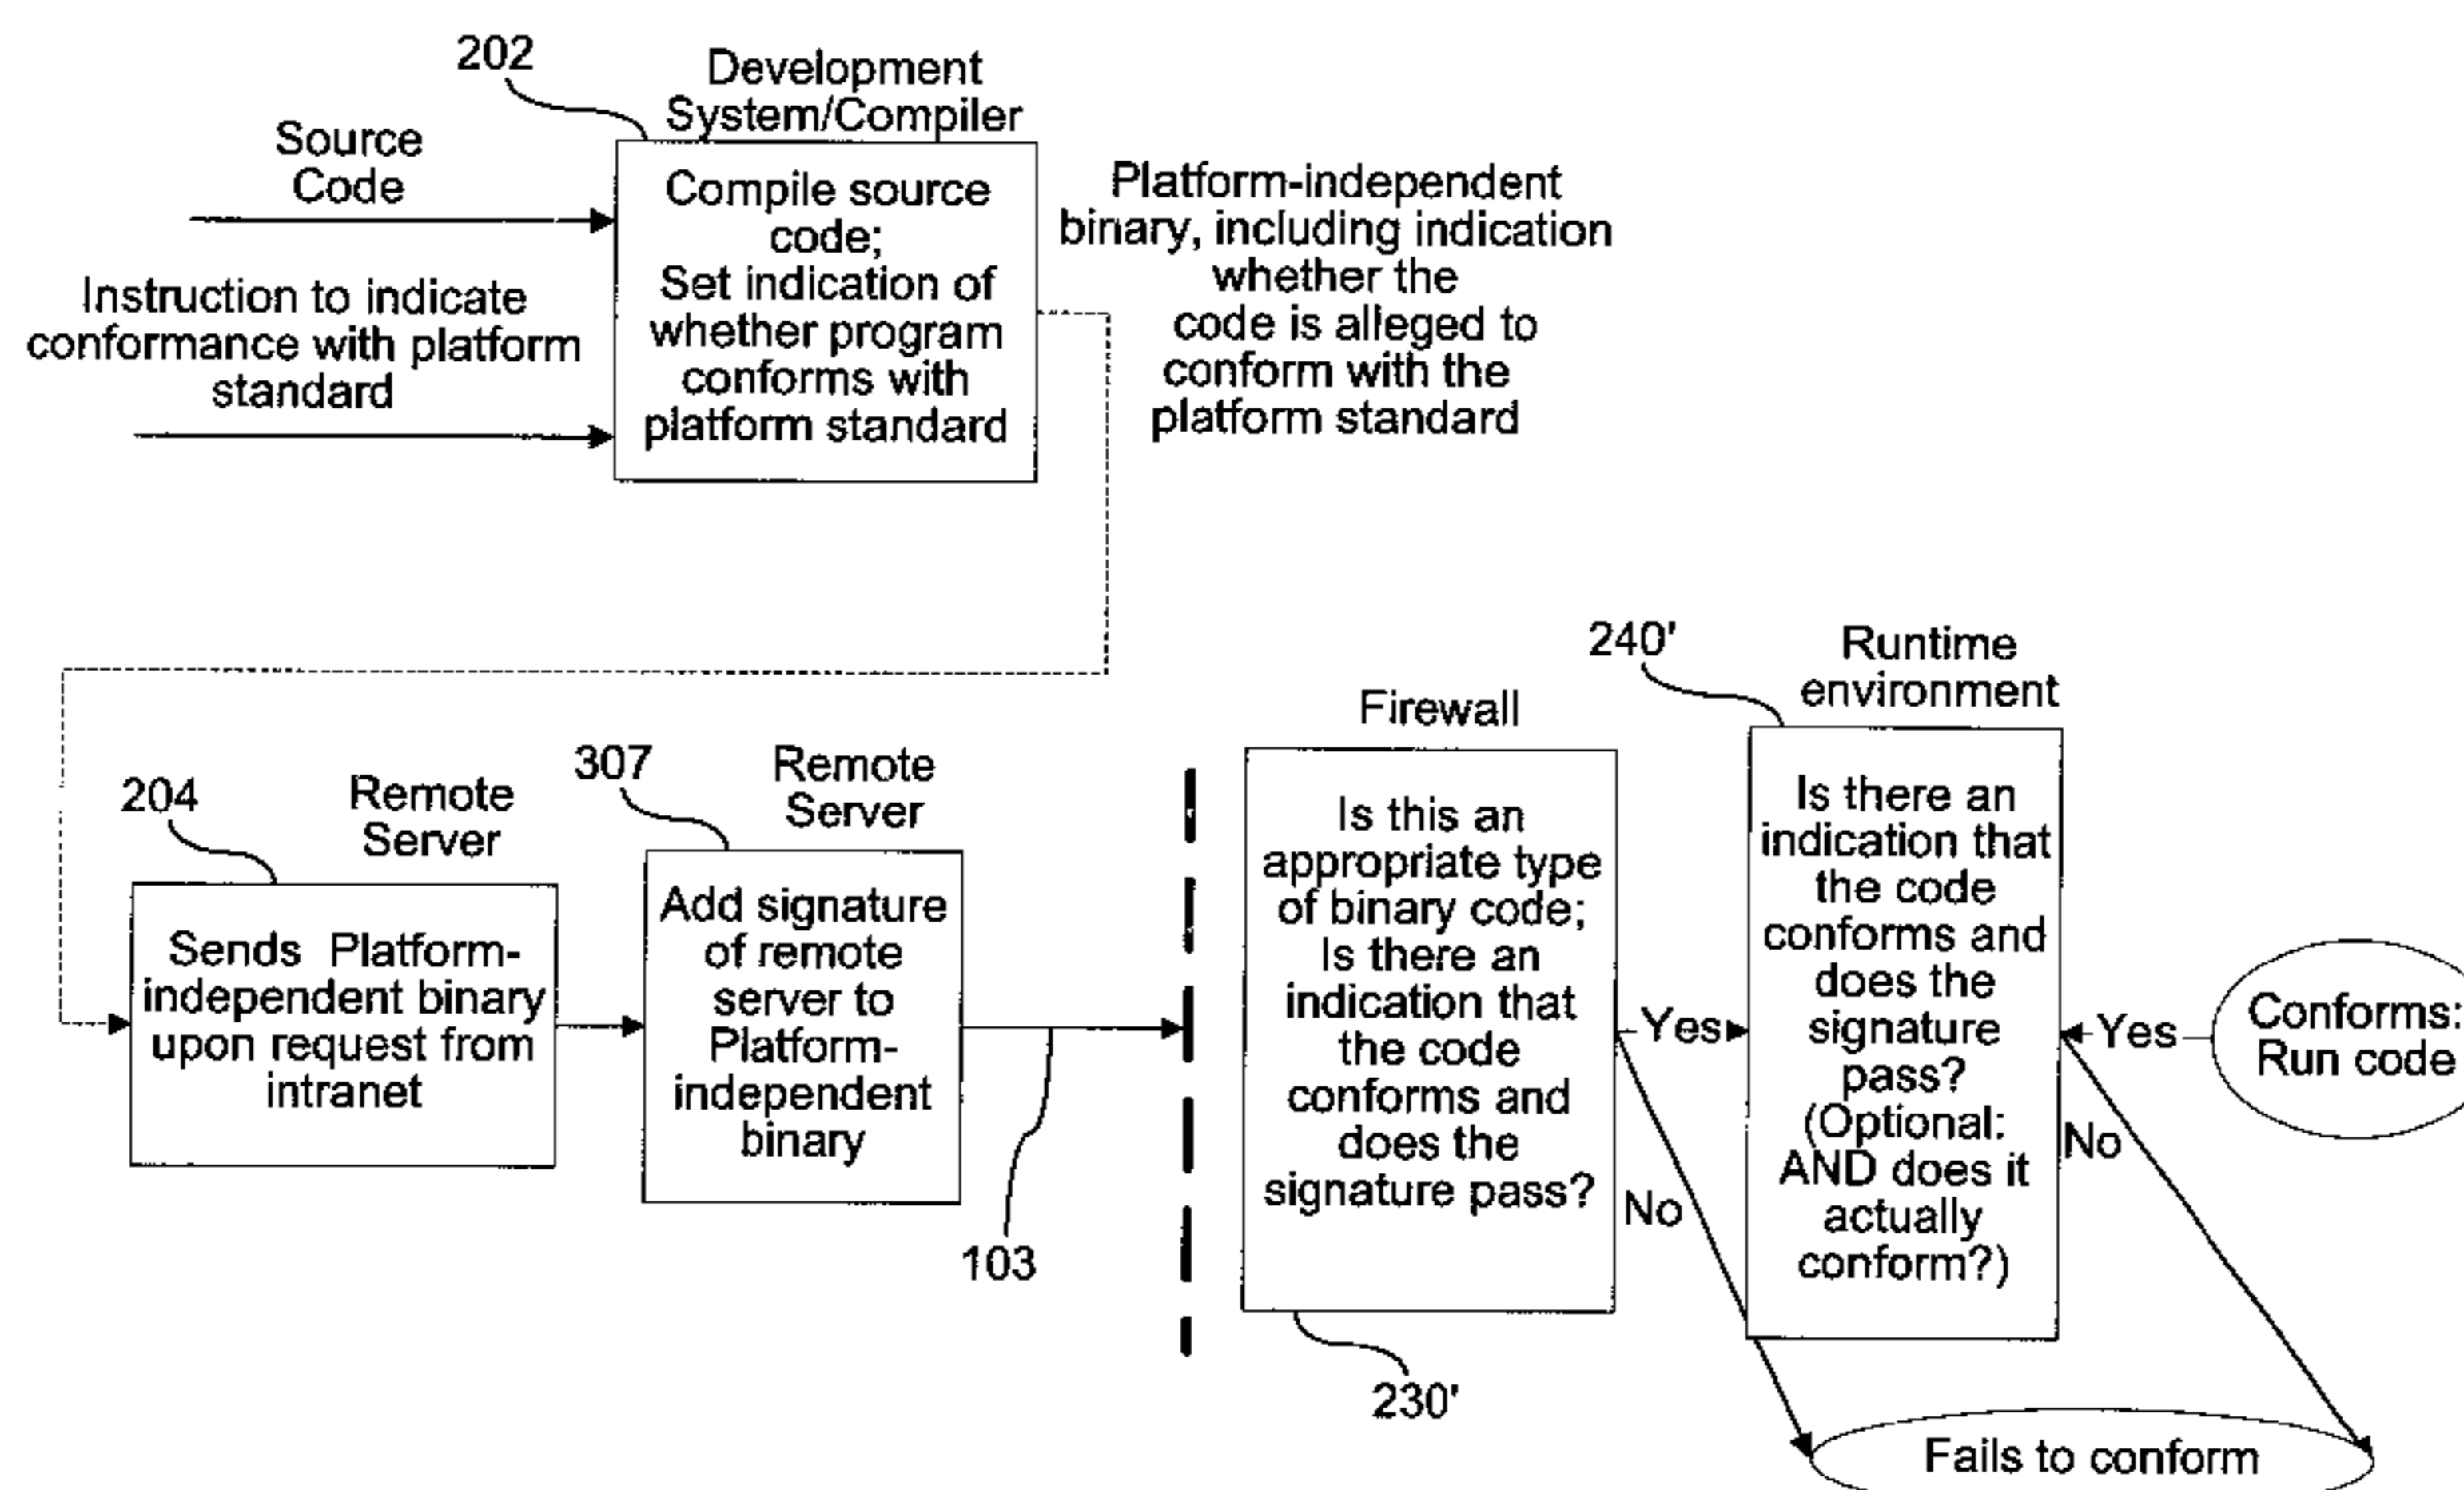 202
Development
System/Compiler
Source
Code
Instruction to indicate
conformance with platform
standard
Compile source
code;
Set indication of
whether program
conforms with
platform standard
Platform-independent
binary, including indication
whether the
code is alleged to
conform with the
platform standard
204
Remote
Server
Sends Platform-
independent binary
upon request from
intranet
307
Remote
Server
Add signature
of remote
server to
Platform-
independent
binary
103
Firewall
Is this an
appropriate type
of binary code;
Is there an
indication that
the code
conforms and
does the
signature pass?
230'
Yes
No
240'
Runtime
environment
Is there an
indication that
the code
conforms and
does the
signature
pass?
(Optional:
AND does it
actually
conform?)
Yes
No
Conforms:
Run code
Fails to conform